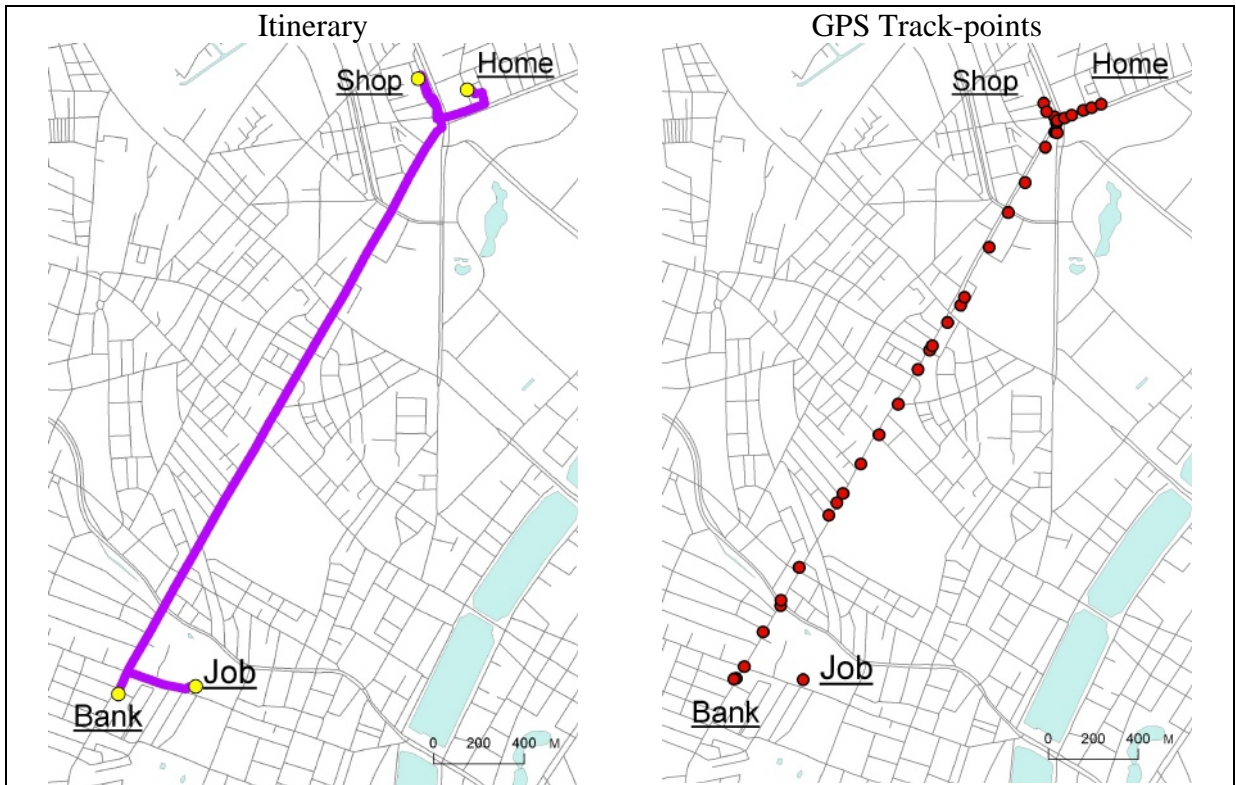 Itinerary
GPS Track-points
Shop
Home
Job
Bank
0 200 400 M
Shop
Home
Job
Bank
0 200 400 M